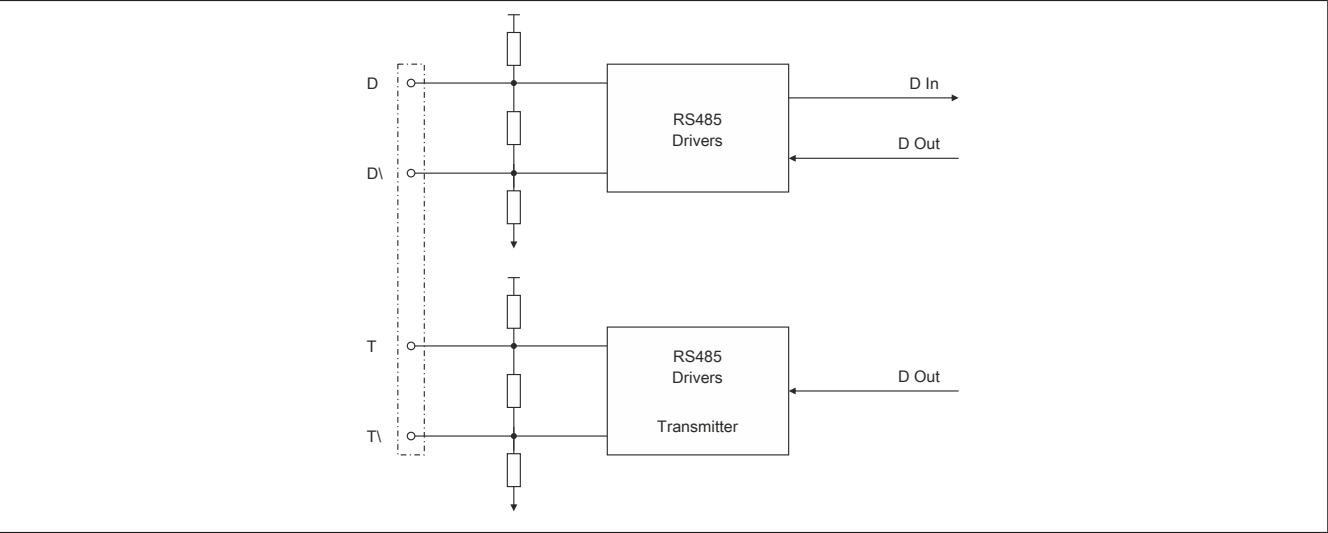 D
D\
RS485
Drivers
D In
D Out
T
T\
RS485
Drivers
Transmitter
D Out